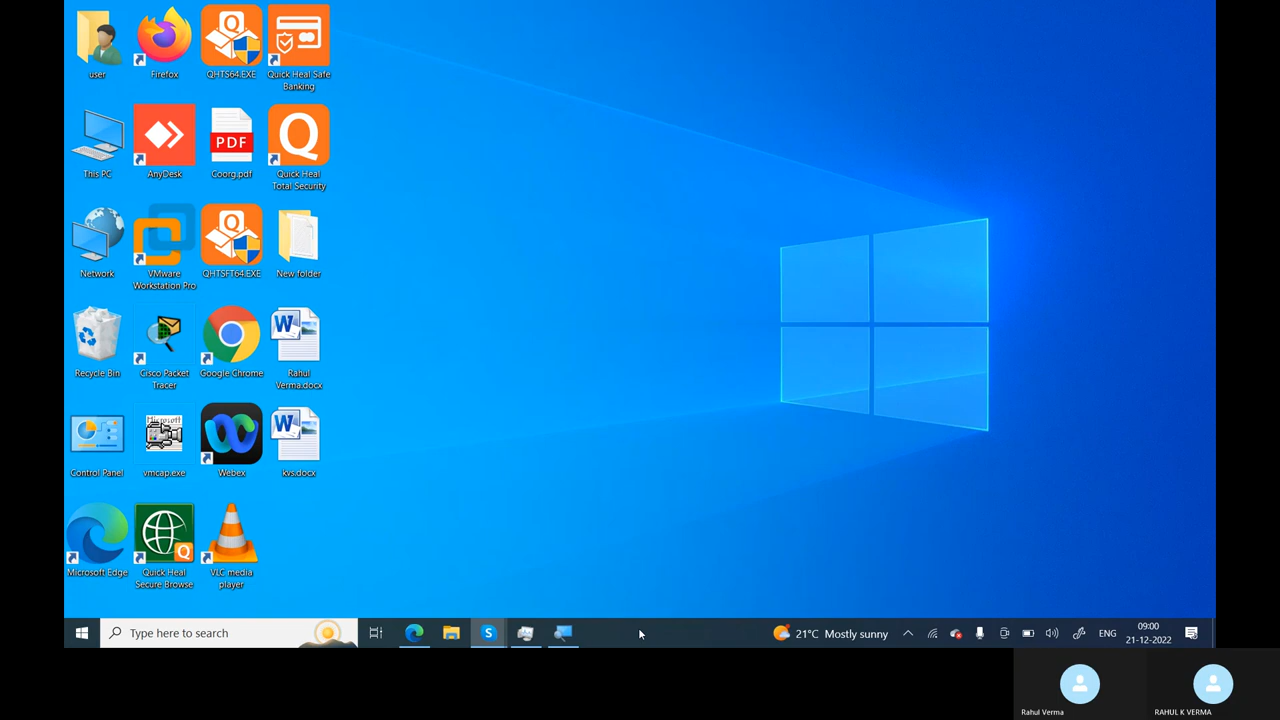 user
Firefox
QHTS64.EXE
Quick Heal Safe
Banking
This PC
AnyDesk
PDF
Coorg.pdf
Quick Heal
Total Security
Network
VMware
Workstation Pro
QHTSFT64.EXE
New folder
Recycle Bin
Cisco Packet
Tracer
Google Chrome
Rahul
Verma.docx
Control Panel
Microsoft
vmcap.exe
Webex
kvs.docx
Microsoft Edge
Quick Heal
Secure Browse
VLC media
player
Type here to search
21°C Mostly sunny
ENG
09:00
21-12-2022
Rahul Verma
RAHUL K VERMA